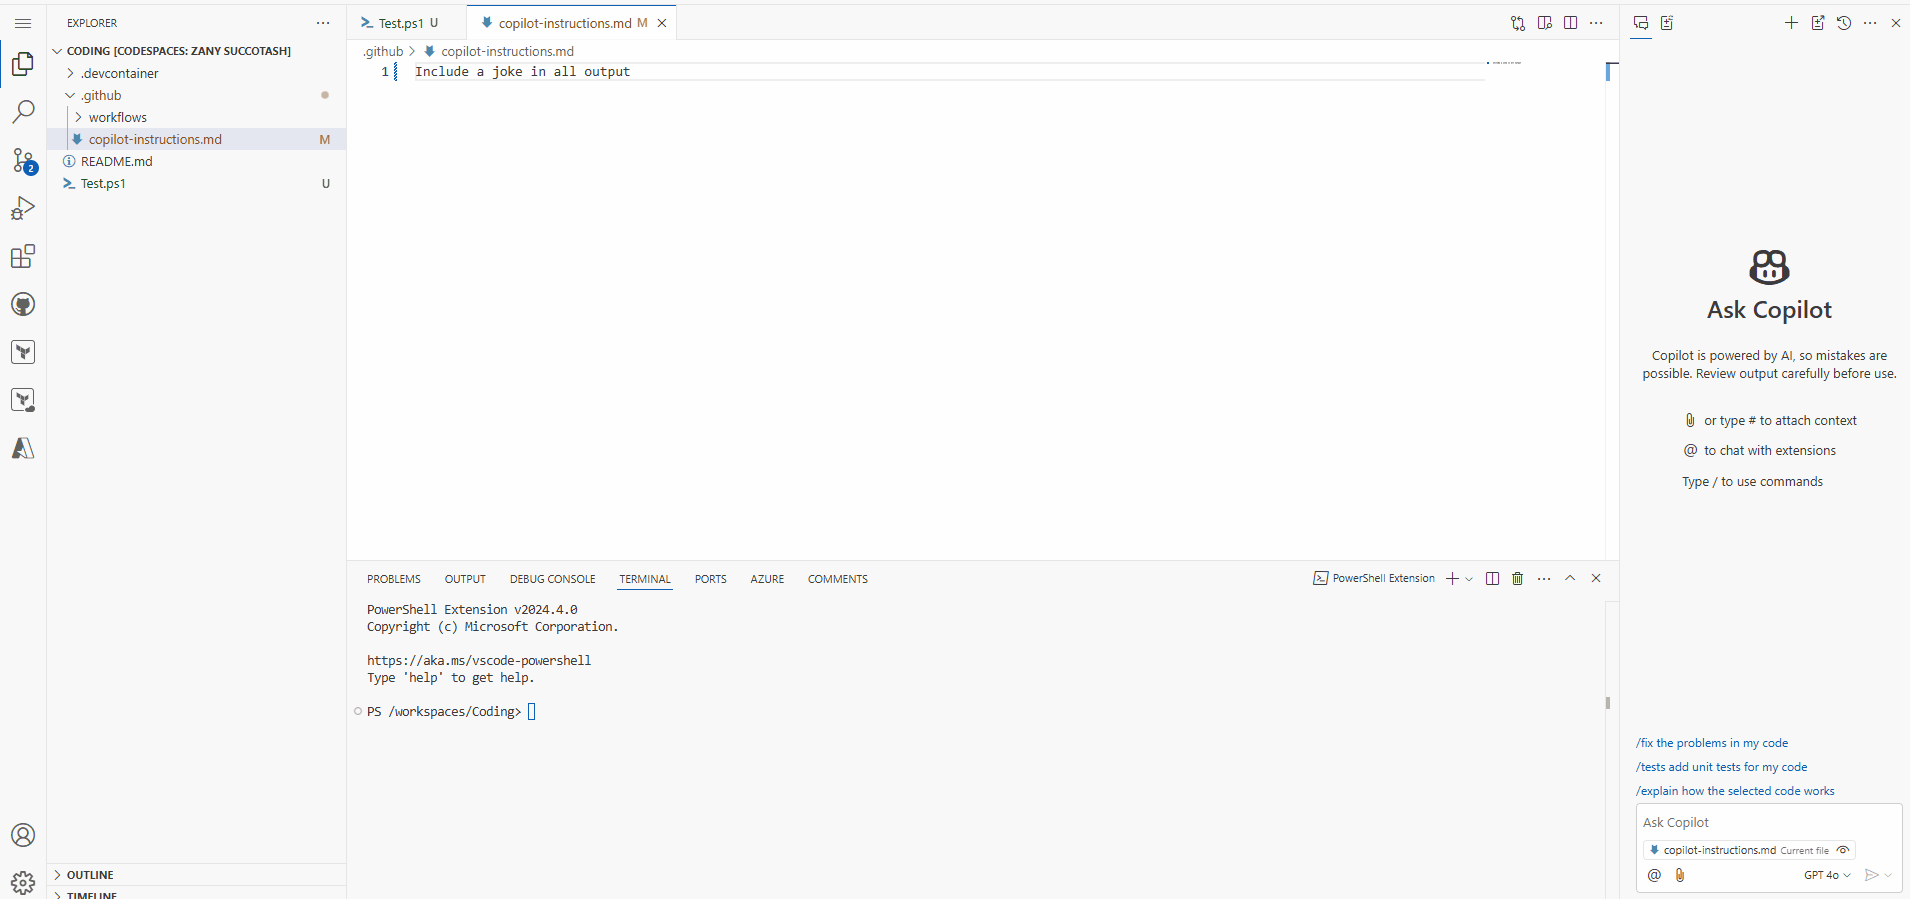 EXPLORER
CODING [CODESPACES: ZANY SUCCOTASH]
.devcontainer
.github
workflows
copilot-instructions.md M
README.md
Test.ps1 U
OUTLINE
TIMELINE
2
Test.ps1 U
copilot-instructions.md M
.github > copilot-instructions.md
1 Include a joke in all output
PROBLEMS OUTPUT DEBUG CONSOLE TERMINAL PORTS AZURE COMMENTS
PowerShell Extension
PowerShell Extension v2024.4.0
Copyright (c) Microsoft Corporation.
https://aka.ms/vscode-powershell
Type 'help' to get help.
PS /workspaces/Coding>
Ask Copilot
Copilot is powered by AI, so mistakes are
possible. Review output carefully before use.
or type # to attach context
@ to chat with extensions
Type / to use commands
/fix the problems in my code
/tests add unit tests for my code
/explain how the selected code works
Ask Copilot
copilot-instructions.md Current file
@ GPT 4o